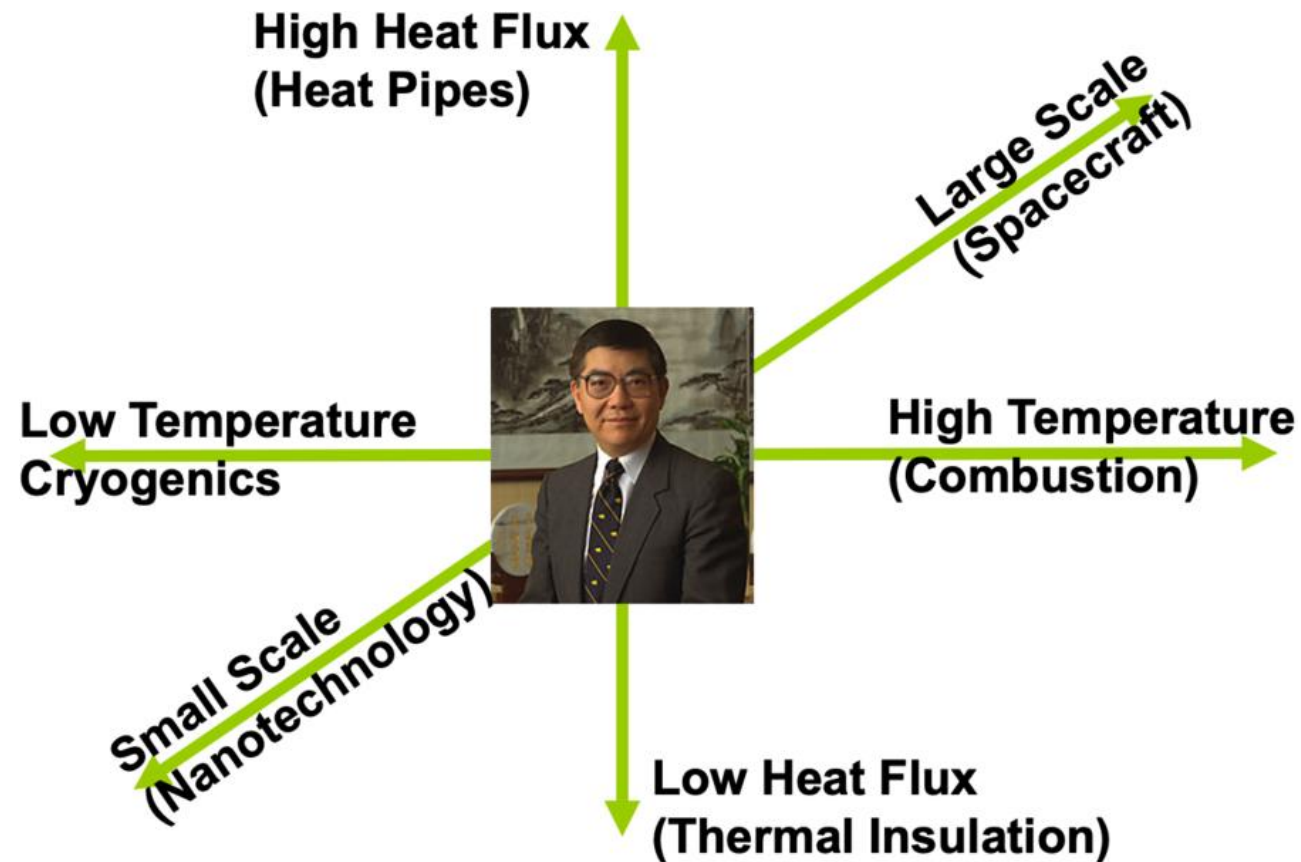 High Heat Flux
(Heat Pipes)
Large Scale
(Spacecraft)
Low Temperature
Cryogenics
High Temperature
(Combustion)
Small Scale
(Nanotechnology)
Low Heat Flux
(Thermal Insulation)